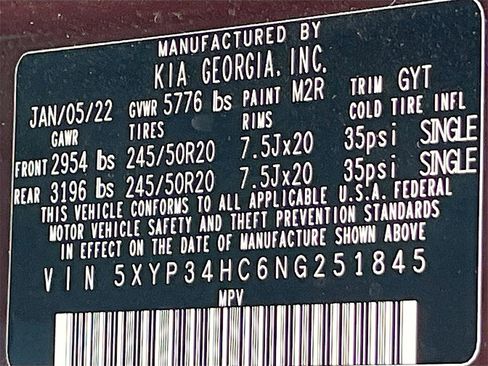 MANUFACTURED BY
KIA GEORGIA, INC.
JAN/05/22 GVWR 5776 lbs PAINT M2R TRIM GYT
GAWR TIRES RIMS COLD TIRE INFL
FRONT 2954 lbs 245/50R20 7.5Jx20 35psi SINGLE
REAR 3196 lbs 245/50R20 7.5Jx20 35psi SINGLE
THIS VEHICLE CONFORMS TO ALL APPLICABLE U.S.A. FEDERAL
MOTOR VEHICLE SAFETY AND THEFT PREVENTION STANDARDS
IN EFFECT ON THE DATE OF MANUFACTURE SHOWN ABOVE
VIN 5XYP34HC6NG251845
MPV